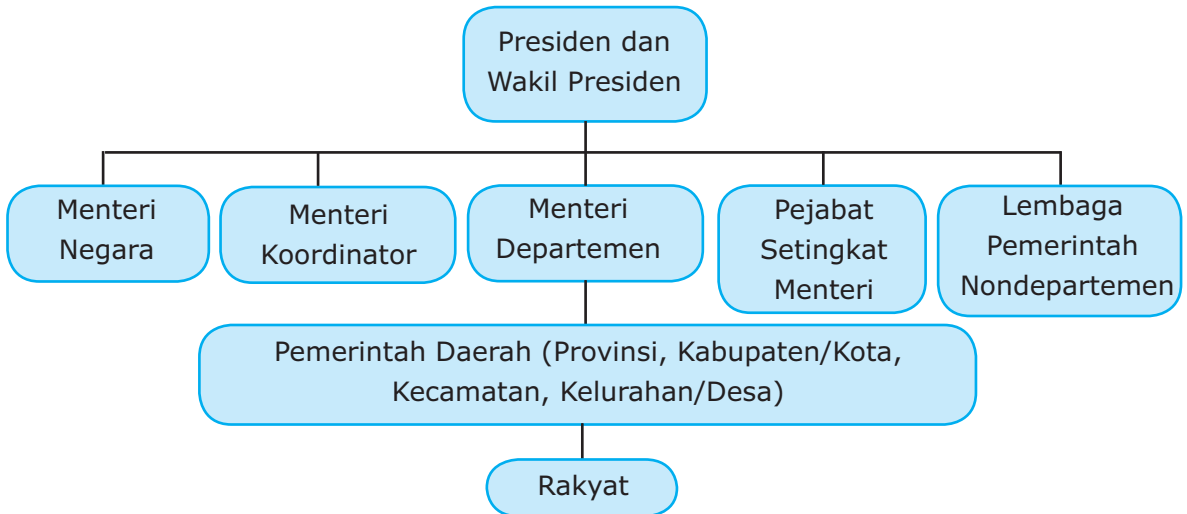 Presiden dan
Wakil Presiden
Menteri
Negara
Menteri
Koordinator
Menteri
Departemen
Pejabat
Setingkat
Menteri
Lembaga
Pemerintah
Nondepartemen
Pemerintah Daerah (Provinsi, Kabupaten/Kota,
Kecamatan, Kelurahan/Desa)
Rakyat